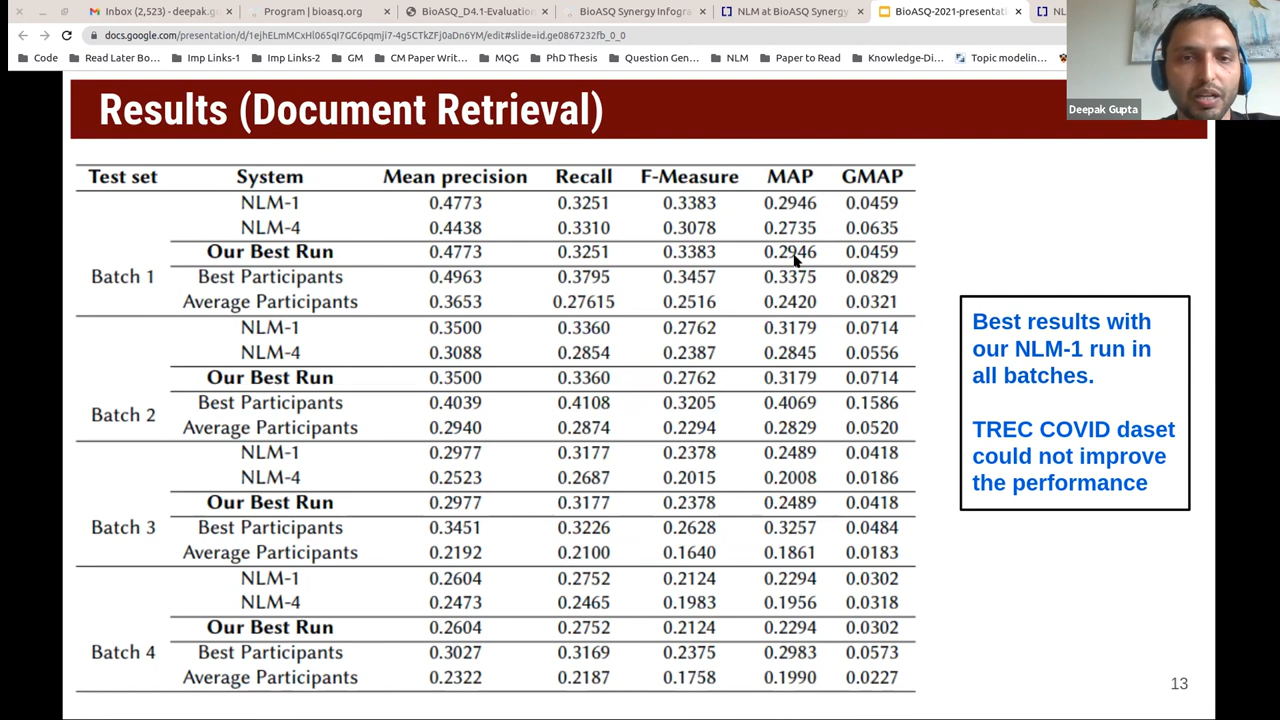 Inbox (2,523) - deepak.g
Program | bioasq.org
BioASQ_D4.1-Evaluation
BioASQ Synergy Infogra
NLM at BioASQ Synergy
BioASQ-2021-presentati
NL
docs.google.com/presentation/d/1ejhELmMCxHl065qI7GC6pqmji7-4g5CTkZFj0aDn6YM/edit#slide=id.ge0867232fb_0_0
Code Read Later Bo... Imp Links-1 Imp Links-2 GM CM Paper Writ... MQG PhD Thesis Question Gen... NLM Paper to Read Knowledge-Di... Topic modelin...
Deepak Gupta
Results (Document Retrieval)
Test set System Mean precision Recall F-Measure MAP GMAP
NLM-1 0.4773 0.3251 0.3383 0.2946 0.0459
NLM-4 0.4438 0.3310 0.3078 0.2735 0.0635
Our Best Run 0.4773 0.3251 0.3383 0.2946 0.0459
Batch 1 Best Participants 0.4963 0.3795 0.3457 0.3375 0.0829
Average Participants 0.3653 0.27615 0.2516 0.2420 0.0321
NLM-1 0.3500 0.3360 0.2762 0.3179 0.0714
NLM-4 0.3088 0.2854 0.2387 0.2845 0.0556
Our Best Run 0.3500 0.3360 0.2762 0.3179 0.0714
Batch 2 Best Participants 0.4039 0.4108 0.3205 0.4069 0.1586
Average Participants 0.2940 0.2874 0.2294 0.2829 0.0520
NLM-1 0.2977 0.3177 0.2378 0.2489 0.0418
NLM-4 0.2523 0.2687 0.2015 0.2008 0.0186
Our Best Run 0.2977 0.3177 0.2378 0.2489 0.0418
Batch 3 Best Participants 0.3451 0.3226 0.2628 0.3257 0.0484
Average Participants 0.2192 0.2100 0.1640 0.1861 0.0183
NLM-1 0.2604 0.2752 0.2124 0.2294 0.0302
NLM-4 0.2473 0.2465 0.1983 0.1956 0.0318
Our Best Run 0.2604 0.2752 0.2124 0.2294 0.0302
Batch 4 Best Participants 0.3027 0.3169 0.2375 0.2983 0.0573
Average Participants 0.2322 0.2187 0.1758 0.1990 0.0227
Best results with
our NLM-1 run in
all batches.
TREC COVID daset
could not improve
the performance
13